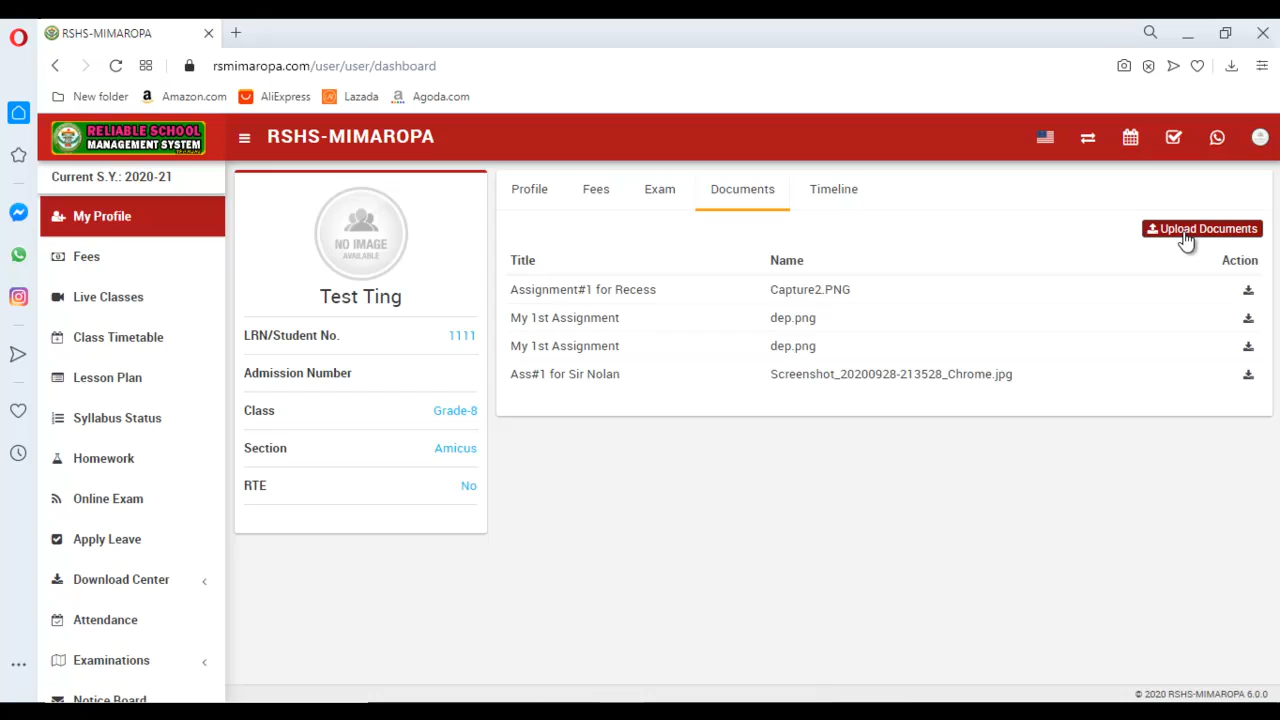 RSHS-MIMAROPA
rsmimaropa.com/user/user/dashboard
New folder
Amazon.com
AliExpress
Lazada
Agoda.com
RELIABLE SCHOOL
MANAGEMENT SYSTEM
RSHS-MIMAROPA
Current S.Y.: 2020-21
My Profile
Fees
Live Classes
Class Timetable
Lesson Plan
Syllabus Status
Homework
Online Exam
Apply Leave
Download Center
Attendance
Examinations
Notice Board
NO IMAGE
AVAILABLE
Test Ting
LRN/Student No. 1111
Admission Number
Class Grade-8
Section Amicus
RTE No
Profile Fees Exam Documents Timeline
Upload Documents
Title Name Action
Assignment#1 for Recess Capture2.PNG
My 1st Assignment dep.png
My 1st Assignment dep.png
Ass#1 for Sir Nolan Screenshot_20200928-213528_Chrome.jpg
© 2020 RSHS-MIMAROPA 6.0.0